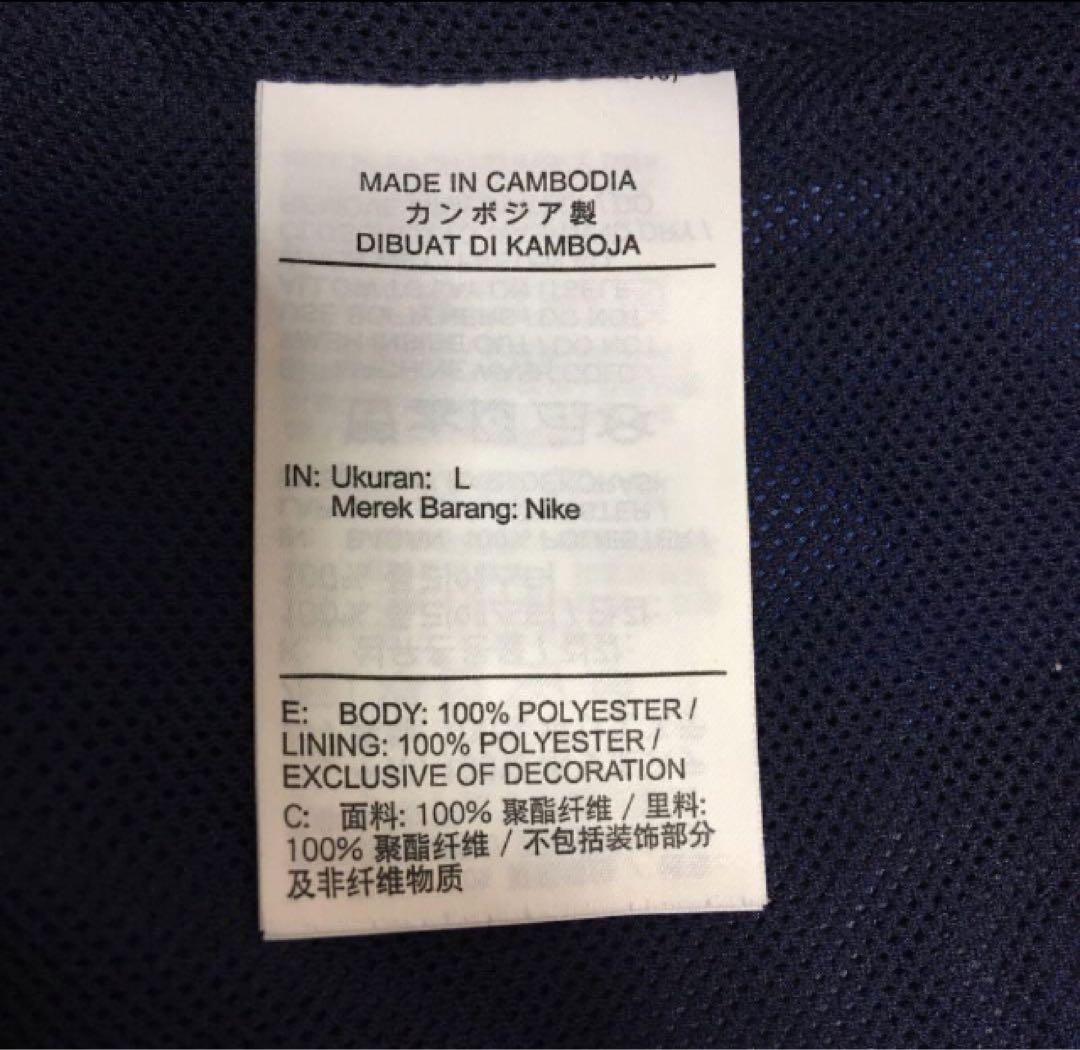 MADE IN CAMBODIA
カンボジア製
DIBUAT DI KAMBOJA
IN: Ukuran: L
Merek Barang: Nike
E: BODY: 100% POLYESTER /
LINING: 100% POLYESTER /
EXCLUSIVE OF DECORATION
C: 面料: 100% 聚酯纤维 / 里料:
100% 聚酯纤维 / 不包括装饰部分
及非纤维物质